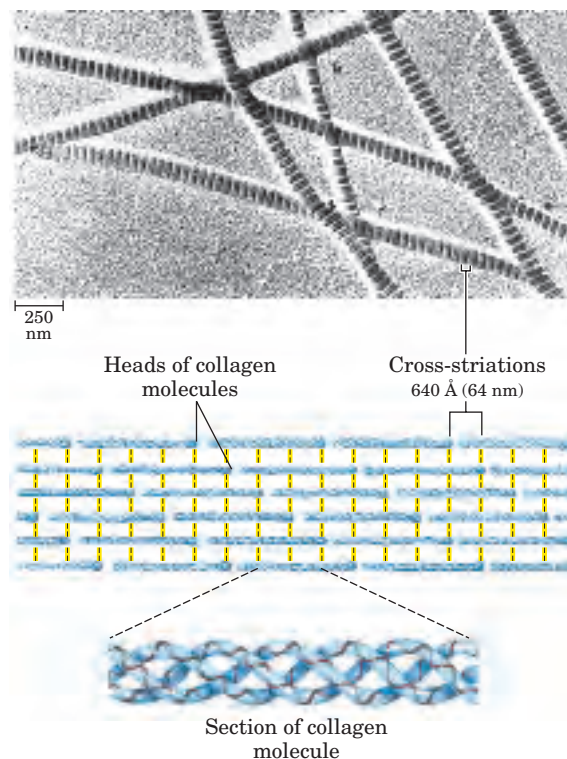 250
nm
Heads of collagen
molecules
Cross-striations
640 Å (64 nm)
Section of collagen
molecule